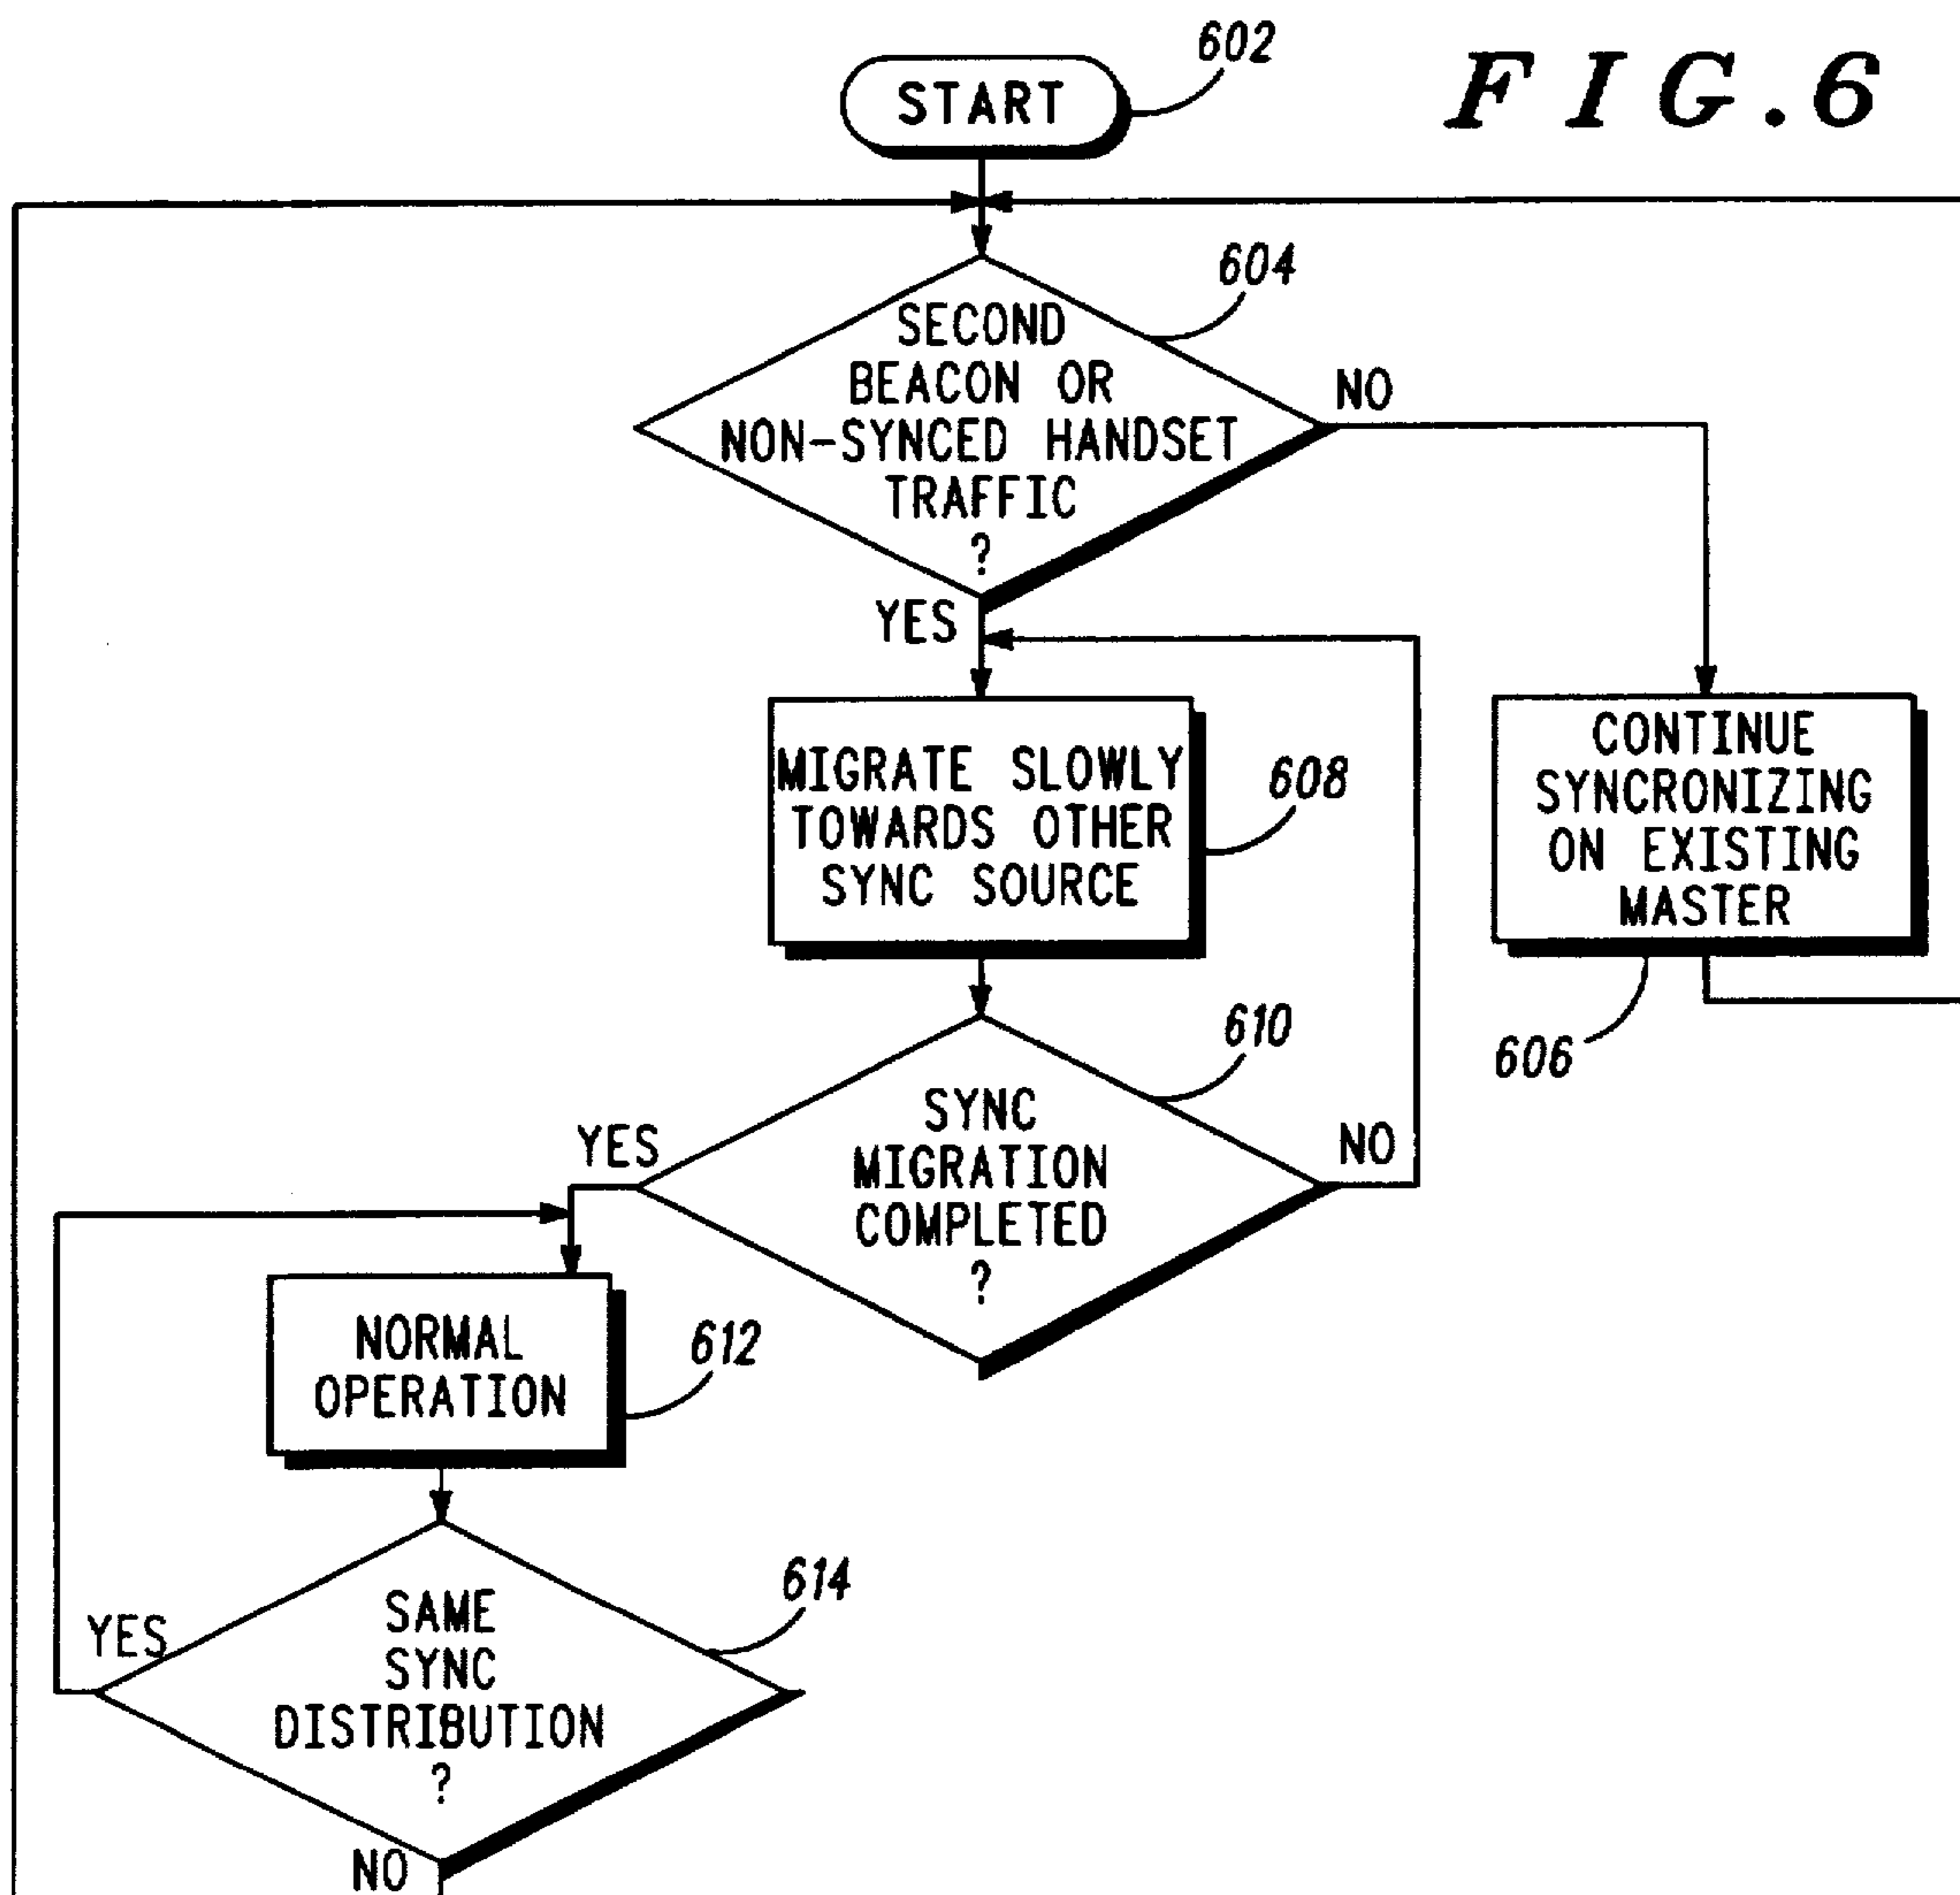 602
START
FIG.6
604
SECOND
BEACON OR
NON-SYNCED HANDSET
TRAFFIC
?
NO
YES
MIGRATE SLOWLY
TOWARDS OTHER
SYNC SOURCE
608
CONTINUE
SYNCRONIZING
ON EXISTING
MASTER
606
610
SYNC
MIGRATION
COMPLETED
?
YES
NO
NORMAL
OPERATION
612
614
SAME
SYNC
DISTRIBUTION
?
YES
NO